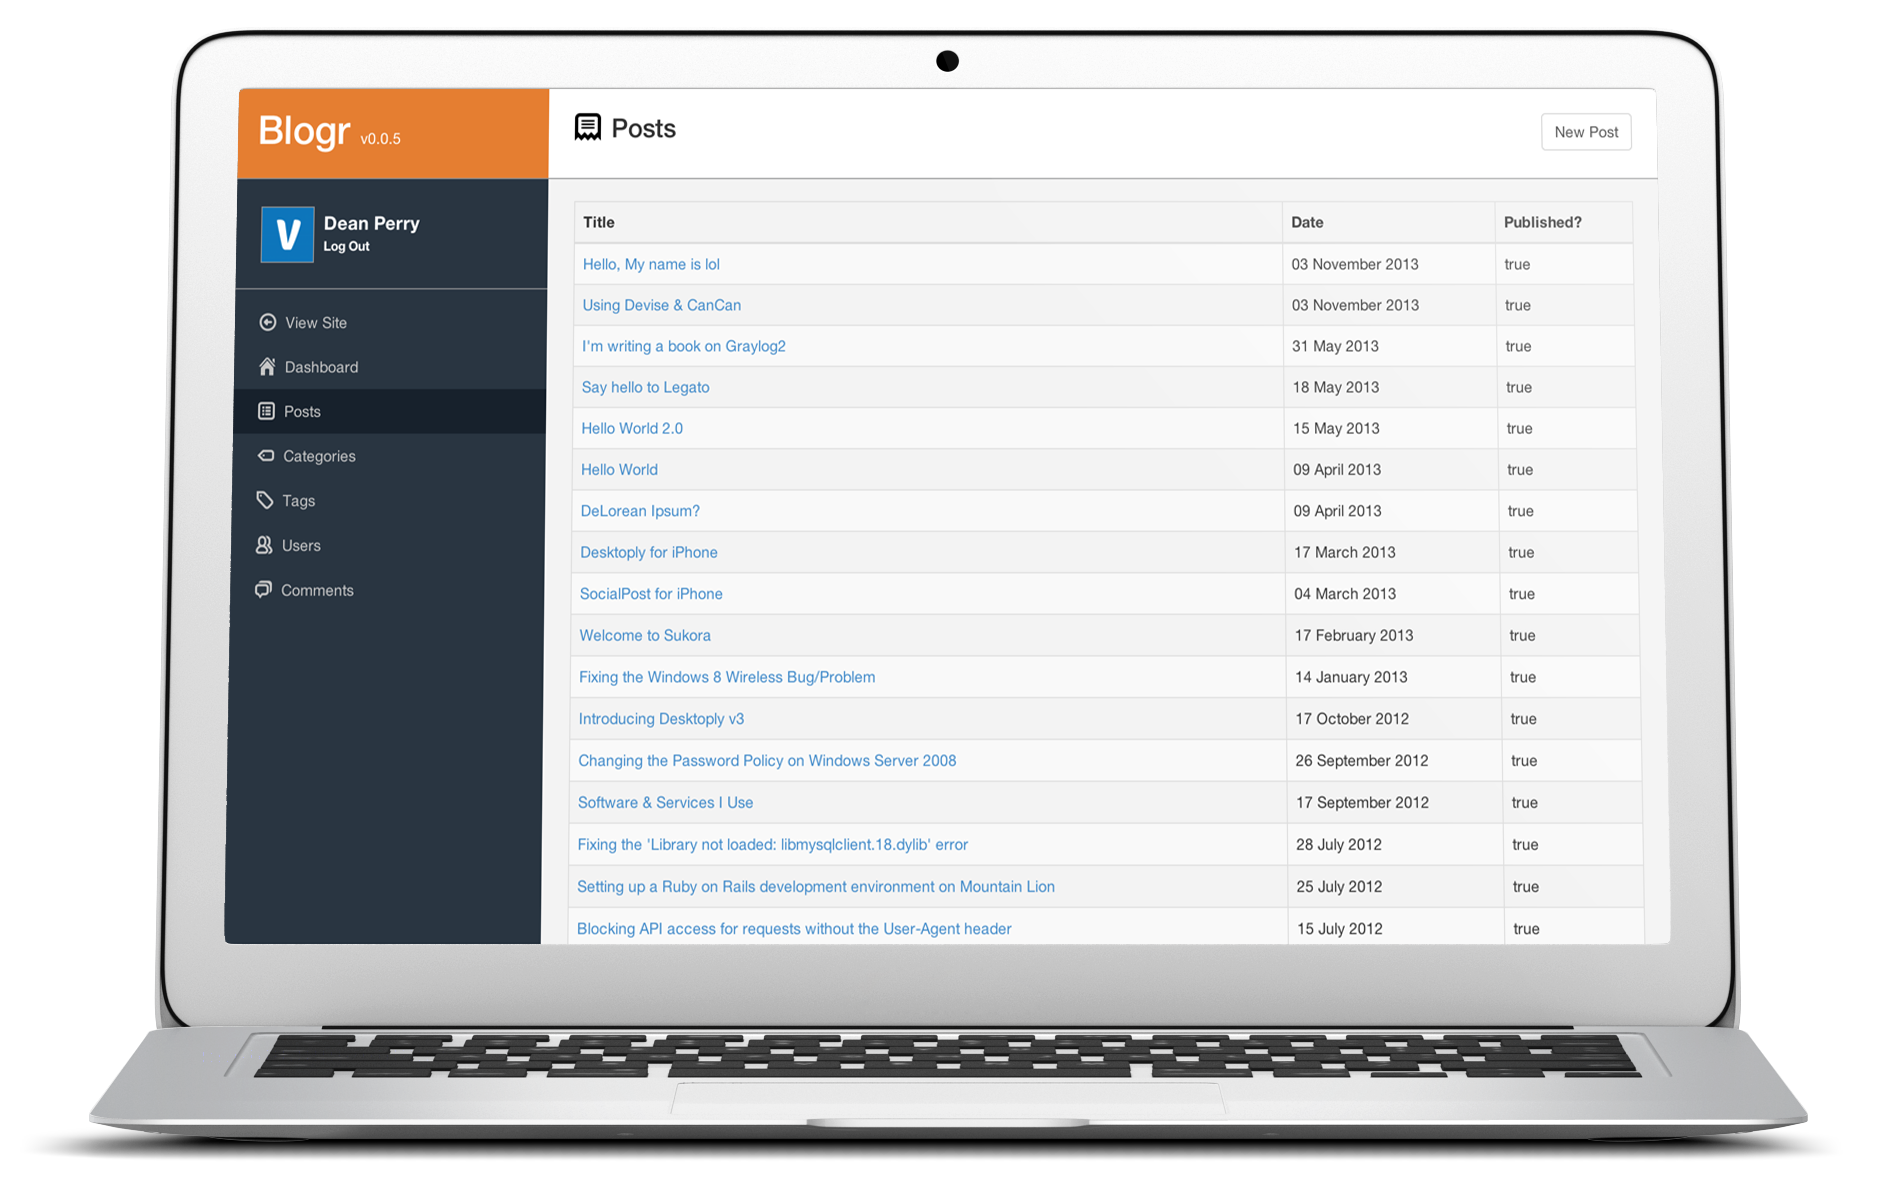 Blogr v0.0.5
Posts
New Post
Dean Perry
Log Out
View Site
Dashboard
Posts
Categories
Tags
Users
Comments
Title Date Published?
Hello, My name is lol 03 November 2013 true
Using Devise & CanCan 03 November 2013 true
I'm writing a book on Graylog2 31 May 2013 true
Say hello to Legato 18 May 2013 true
Hello World 2.0 15 May 2013 true
Hello World 09 April 2013 true
DeLorean Ipsum? 09 April 2013 true
Desktoply for iPhone 17 March 2013 true
SocialPost for iPhone 04 March 2013 true
Welcome to Sukora 17 February 2013 true
Fixing the Windows 8 Wireless Bug/Problem 14 January 2013 true
Introducing Desktoply v3 17 October 2012 true
Changing the Password Policy on Windows Server 2008 26 September 2012 true
Software & Services I Use 17 September 2012 true
Fixing the 'Library not loaded: libmysqlclient.18.dylib' error 28 July 2012 true
Setting up a Ruby on Rails development environment on Mountain Lion 25 July 2012 true
Blocking API access for requests without the User-Agent header 15 July 2012 true